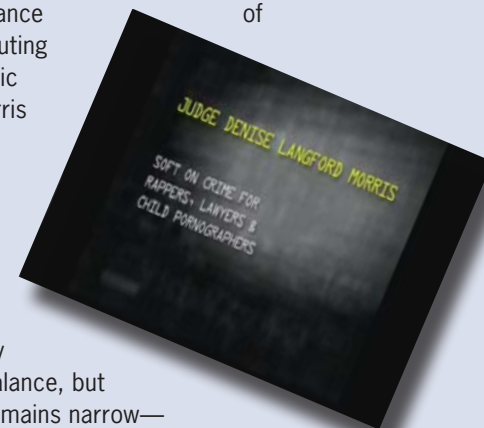 ance of
uting
ic
rris
JUDGE DENISE LANGFORD MORRIS
SOFT ON CRIME FOR
RAPPERS, LAWYERS &
CHILD PORNOGRAPHERS
y
alance, but
mains narrow—